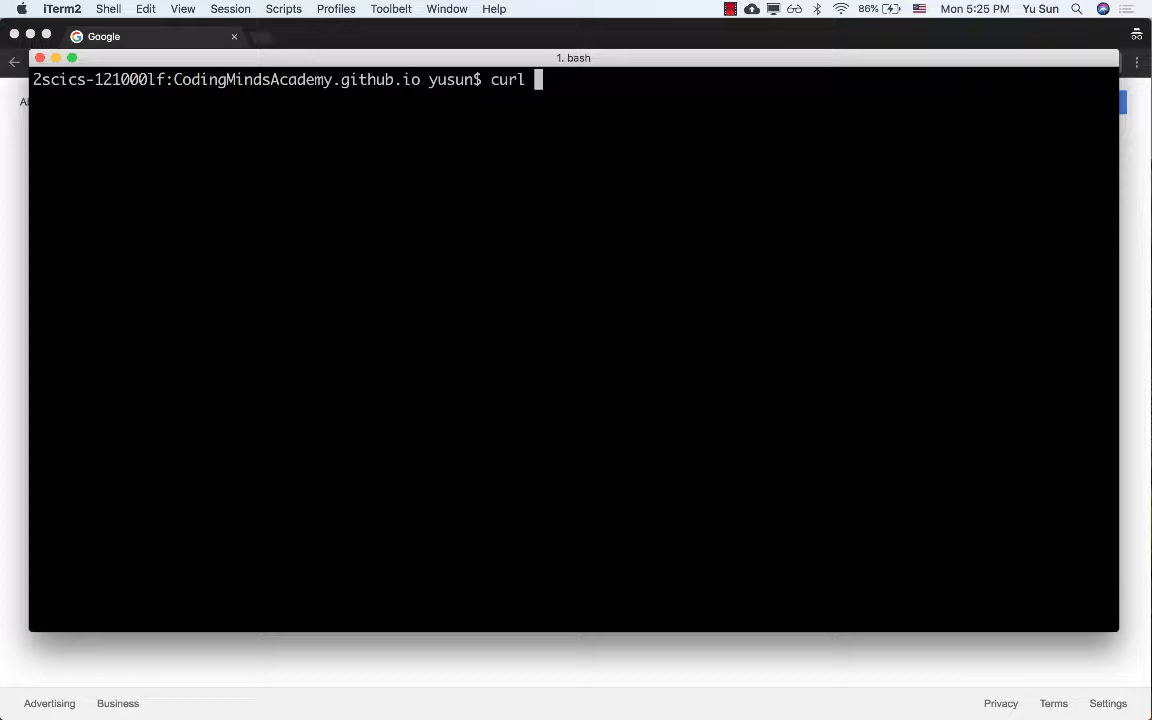 iTerm2 Shell Edit View Session Scripts Profiles Toolbelt Window Help 86% Mon 5:25 PM Yu Sun
Google
1. bash
2scics-121000lf:CodingMindsAcademy.github.io yusun$ curl
Advertising Business Privacy Terms Settings